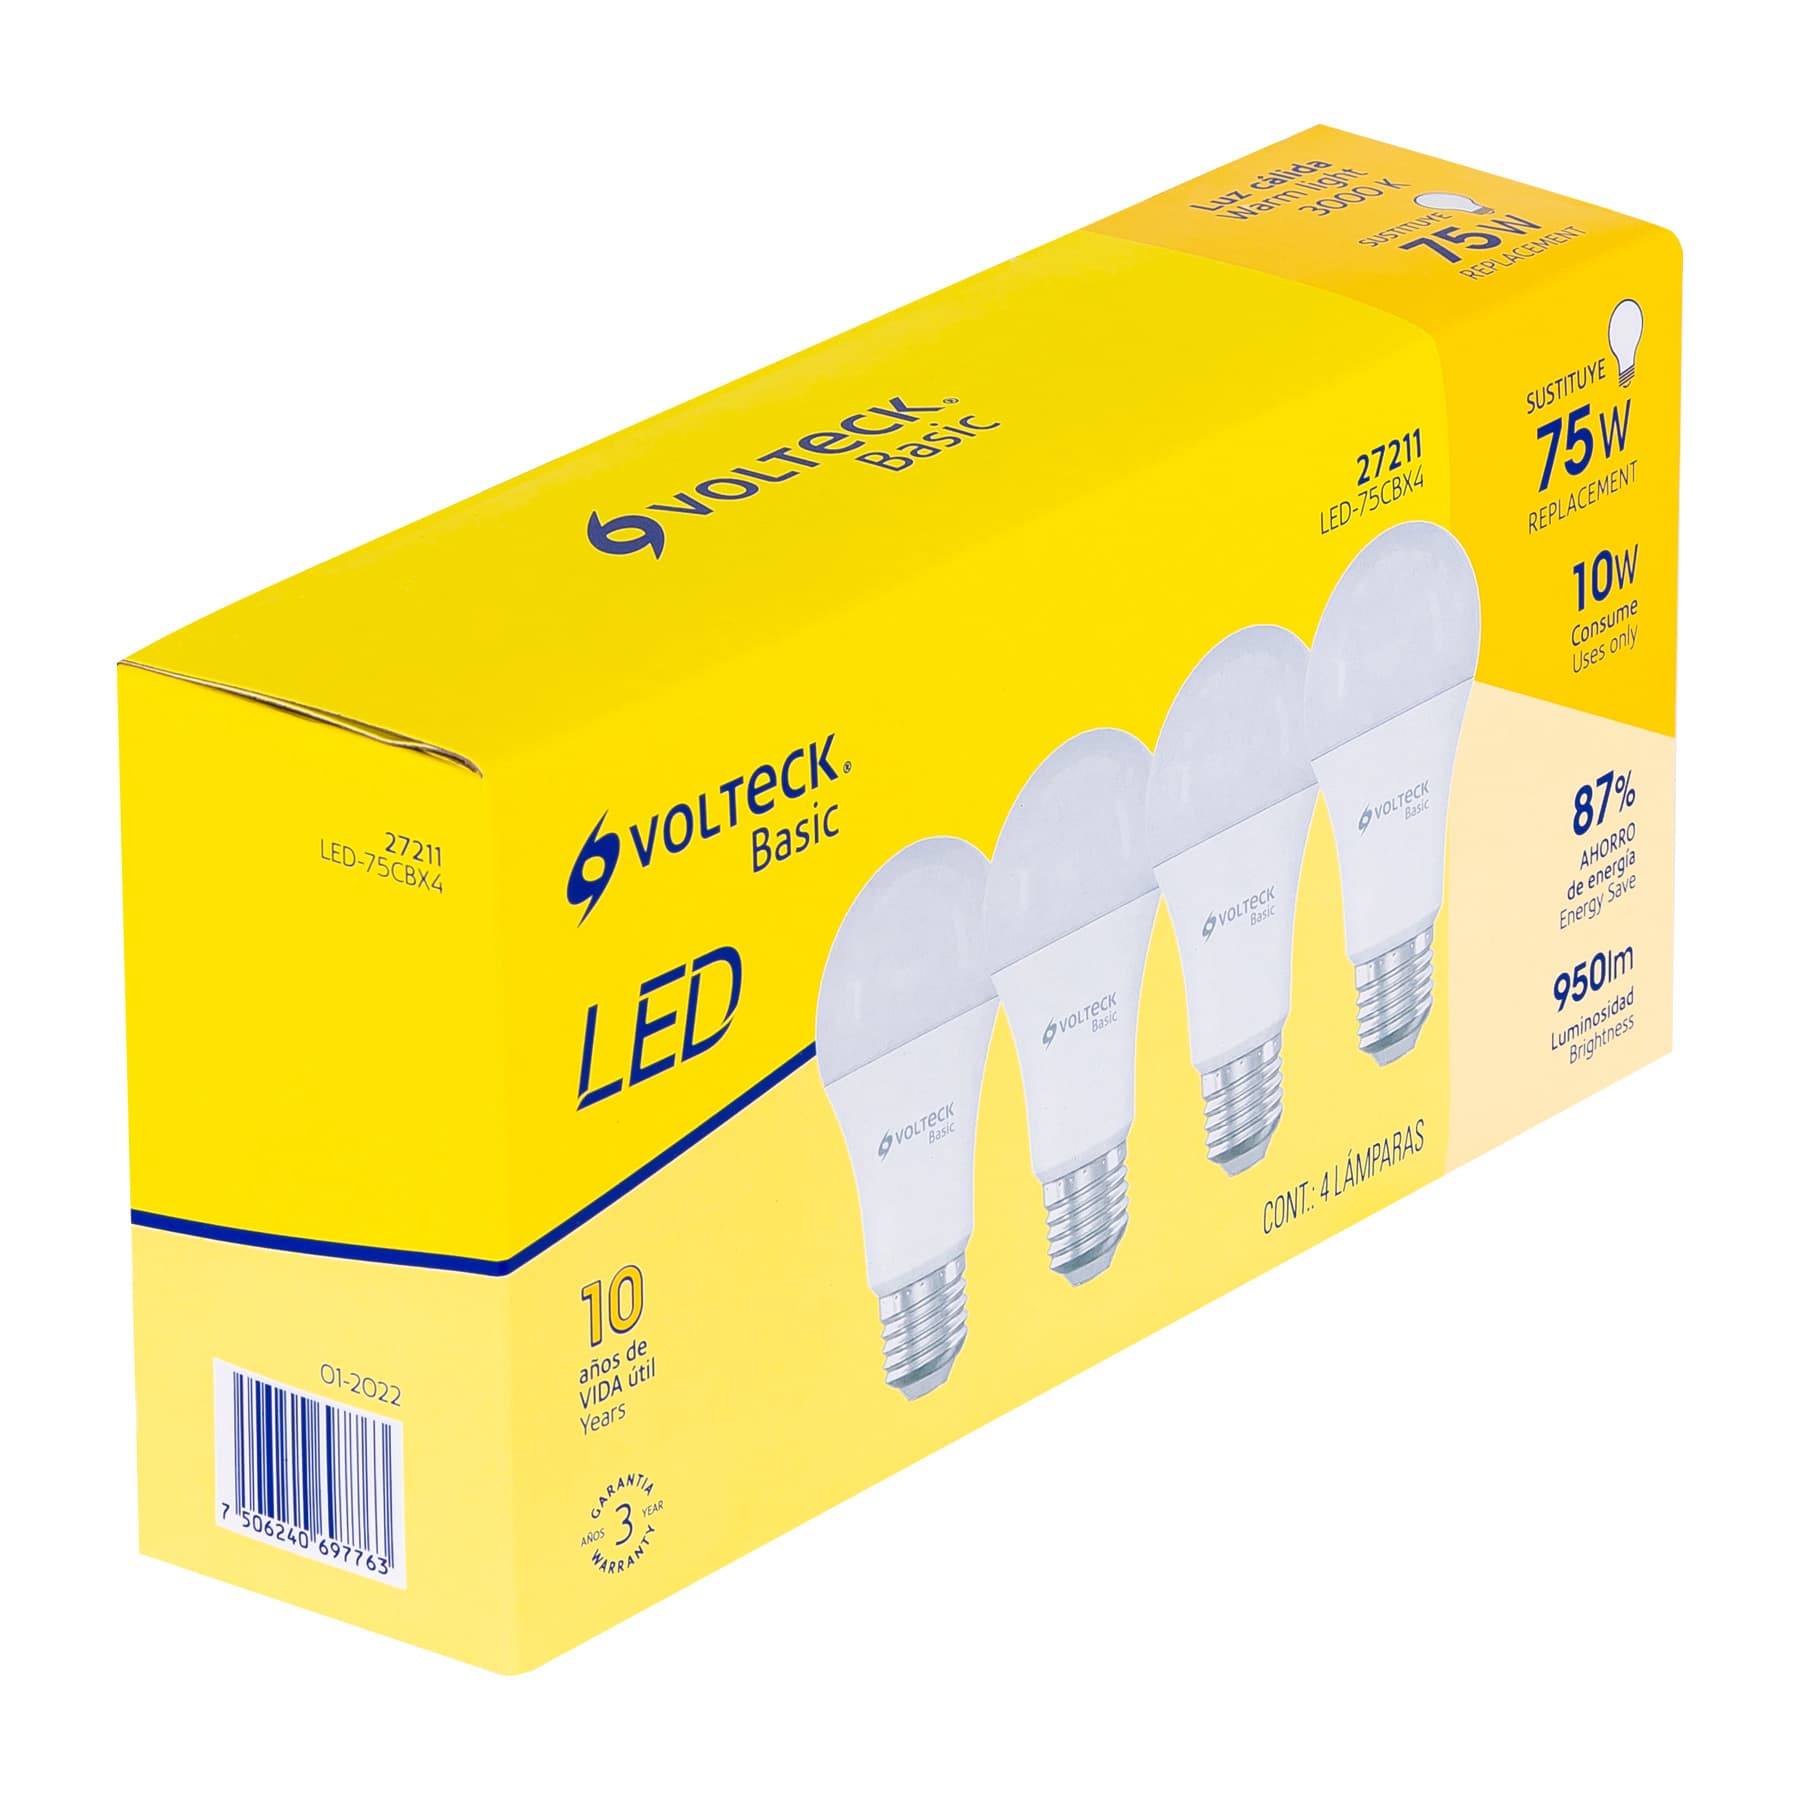 Luz cálida
Warm light
3000 K
SUSTITUYE
75W
REPLACEMENT
VOLTECK®
Basic
27211
LED-75CBX4
SUSTITUYE
75W
REPLACEMENT
10W
Consume
Uses only
87%
AHORRO
de energía
Energy Save
950lm
Luminosidad
Brightness
VOLTECK®
Basic
LED
VOLTECK
Basic
VOLTECK
Basic
VOLTECK
Basic
VOLTECK
Basic
CONT.: 4 LÁMPARAS
10
años de
VIDA útil
Years
GARANTIA
AÑOS 3 YEAR
WARRANTY
27211
LED-75CBX4
01-2022
7 506240 697763